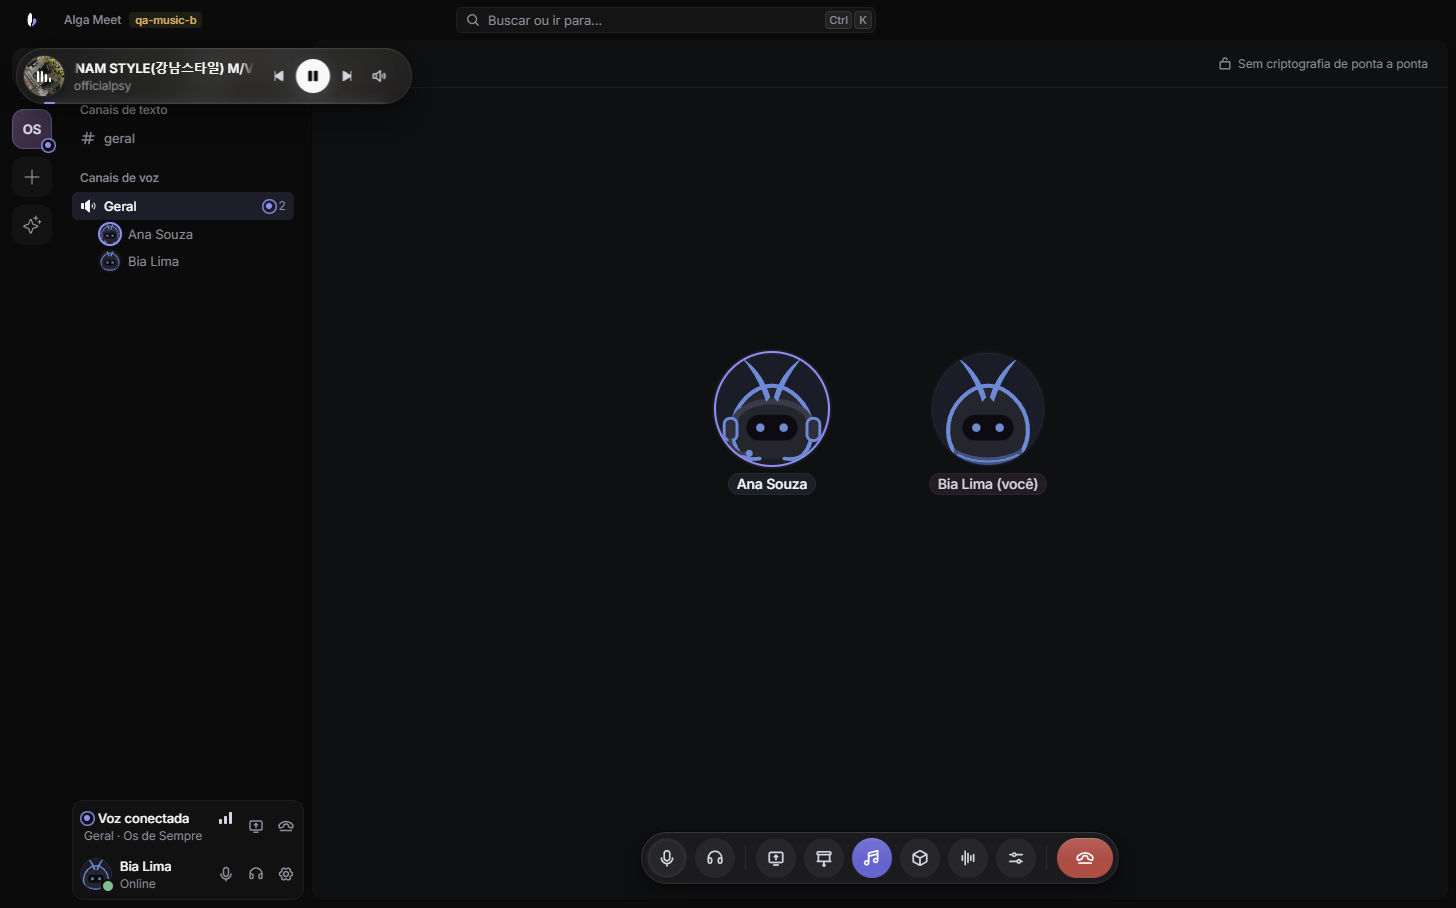 Alga Meet qa-music-b
Buscar ou ir para... Ctrl K
NAM STYLE(강남스타일) M/V
officialpsy
Sem criptografia de ponta a ponta
Canais de texto
OS
# geral
Canais de voz
Geral 2
Ana Souza
Bia Lima
Ana Souza
Bia Lima (você)
Voz conectada
Geral · Os de Sempre
Bia Lima
Online